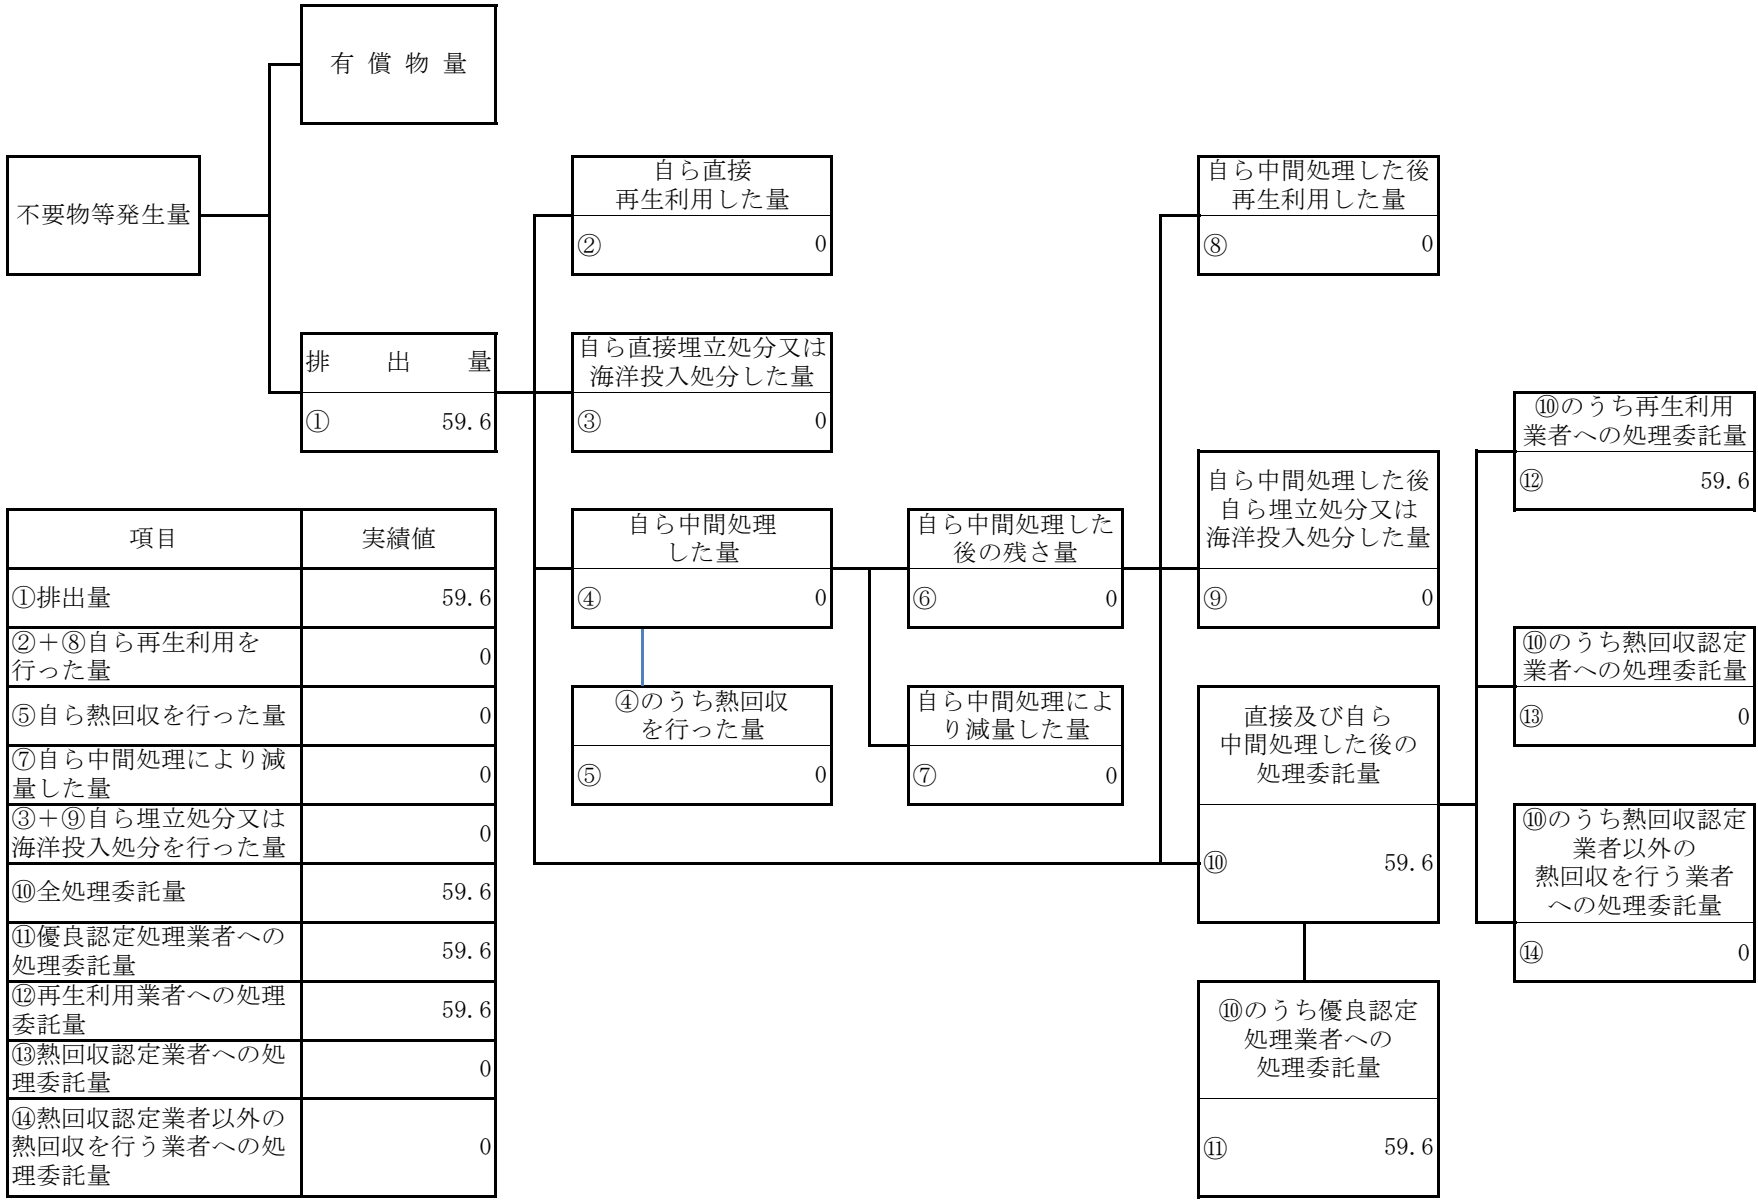 有償物量
不要物等発生量
排出量
① 59.6
自ら直接
再生利用した量
② 0
自ら直接埋立処分又は
海洋投入処分した量
③ 0
自ら中間処理
した量
④ 0
④のうち熱回収
を行った量
⑤ 0
自ら中間処理した
後の残さ量
⑥ 0
自ら中間処理によ
り減量した量
⑦ 0
自ら中間処理した後
再生利用した量
⑧ 0
自ら中間処理した後
自ら埋立処分又は
海洋投入処分した量
⑨ 0
直接及び自ら
中間処理した後の
処理委託量
⑩ 59.6
⑩のうち優良認定
処理業者への
処理委託量
⑪ 59.6
⑩のうち再生利用
業者への処理委託量
⑫ 59.6
⑩のうち熱回収認定
業者への処理委託量
⑬ 0
⑩のうち熱回収認定
業者以外の
熱回収を行う業者
への処理委託量
⑭ 0
項目 実績値
①排出量 59.6
②＋⑧自ら再生利用を
行った量 0
⑤自ら熱回収を行った量 0
⑦自ら中間処理により減
量した量 0
③＋⑨自ら埋立処分又は
海洋投入処分を行った量 0
⑩全処理委託量 59.6
⑪優良認定処理業者への
処理委託量 59.6
⑫再生利用業者への処理
委託量 59.6
⑬熱回収認定業者への処
理委託量 0
⑭熱回収認定業者以外の
熱回収を行う業者への処
理委託量 0